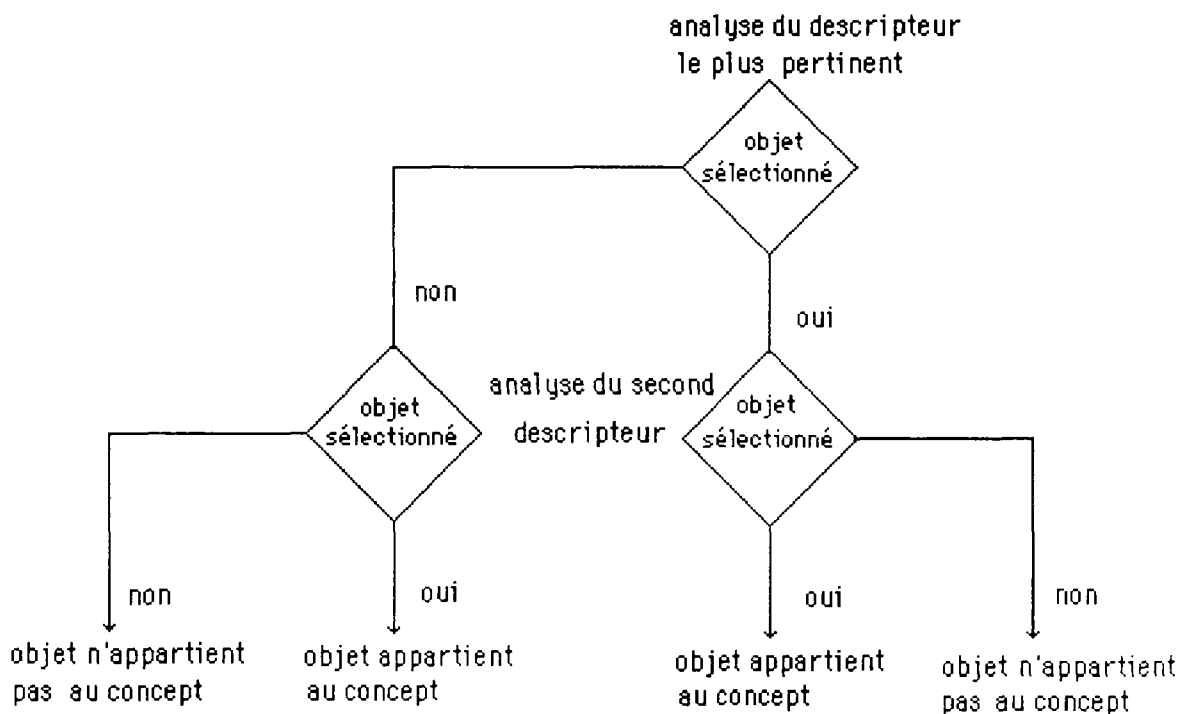 analyse du descripteur
le plus pertinent
objet
sélectionné
non
oui
objet
sélectionné
analyse du second
descripteur
objet
sélectionné
non
oui
oui
non
objet n'appartient
pas au concept
objet appartient
au concept
objet appartient
au concept
objet n'appartient
pas au concept